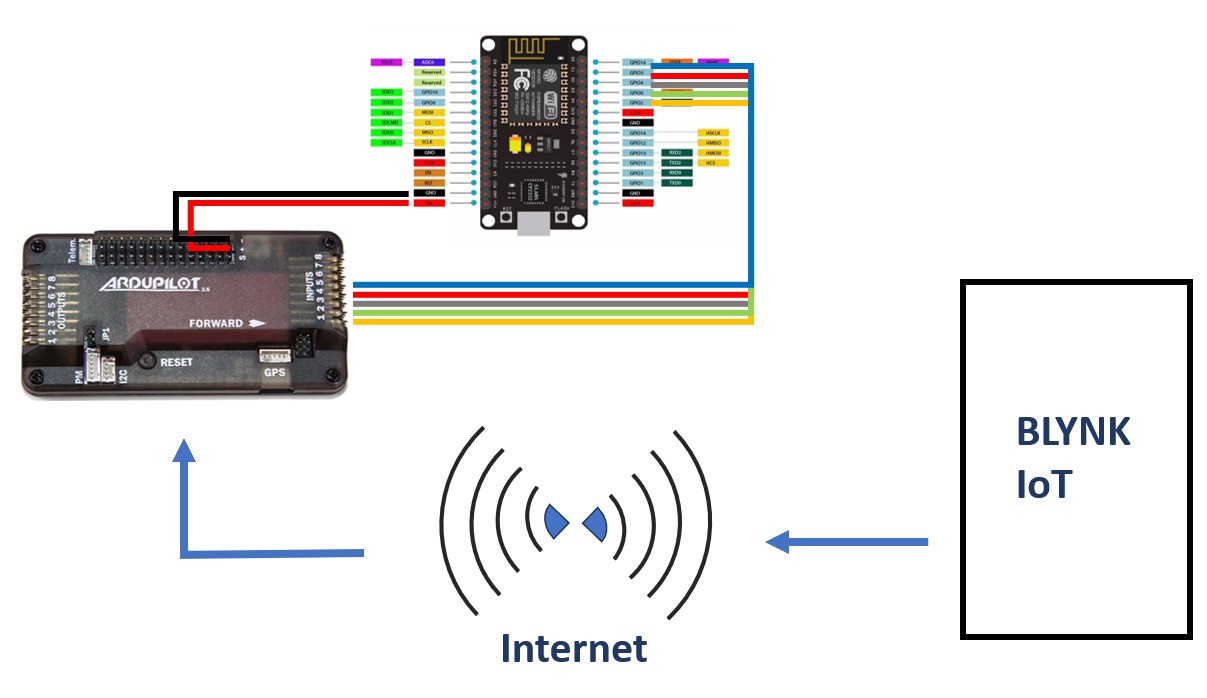 ADC0
Reserved
Reserved
SDD3 GPIO10
SDD2 GPIO9
SDD1 MOSI
SDCMD CS
SDD0 MISO
SDCLK SCLK
GND
3.3V
EN
RST
GND
GPIO16
GPIO5
GPIO4
GPIO0
GPIO2
3.3V
GND
GPIO14 HSCLK
GPIO12 HMISO
GPIO13 RXD2 HMOSI
GPIO15 TXD2 HCS
GPIO3 RXD0
GPIO1 TXD0
GND
3.3V
FC
WiFi
RST
FLASH
Telem.
S + -
ARDUPILOT 2.5
OUTPUTS
1 2 3 4 5 6 7 8
INPUTS
1 2 3 4 5 6 7 8
FORWARD
JP1
RESET
PM
I2C
GPS
BLYNK
IoT
Internet